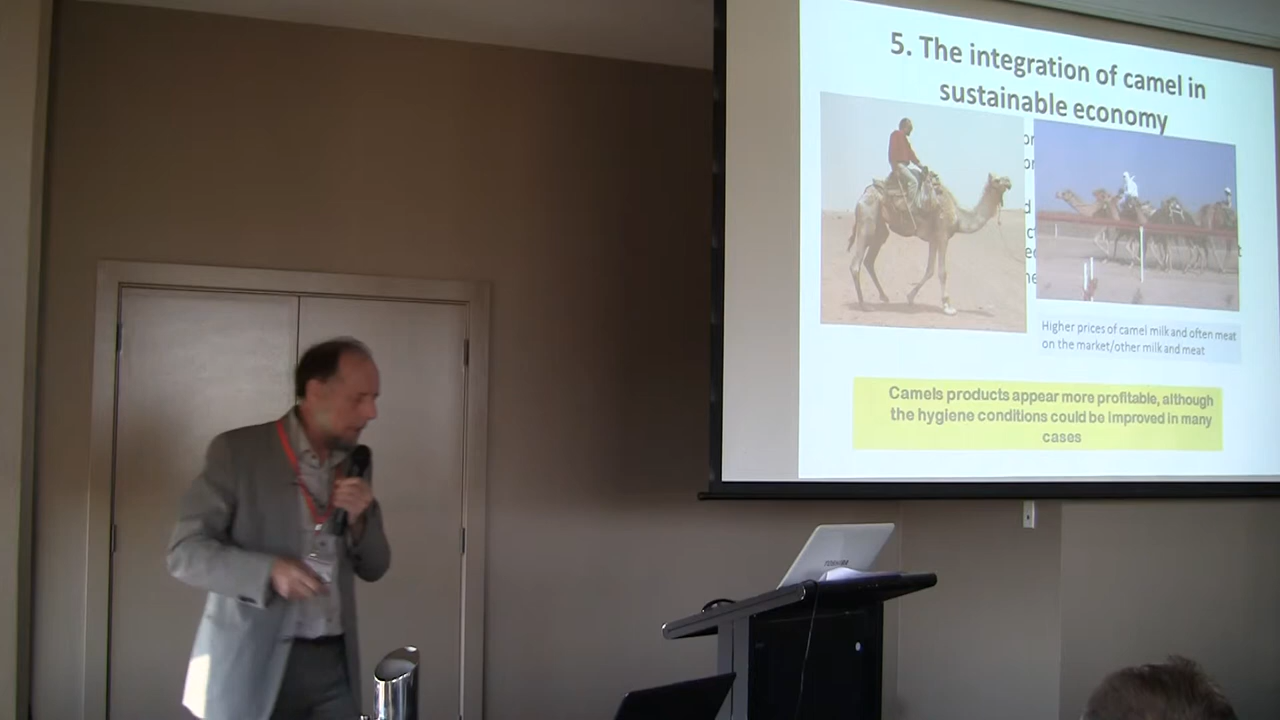 5. The integration of camel in
sustainable economy
Higher prices of camel milk and often meat
on the market/other milk and meat
Camels products appear more profitable, although
the hygiene conditions could be improved in many
cases
TOSHIBA